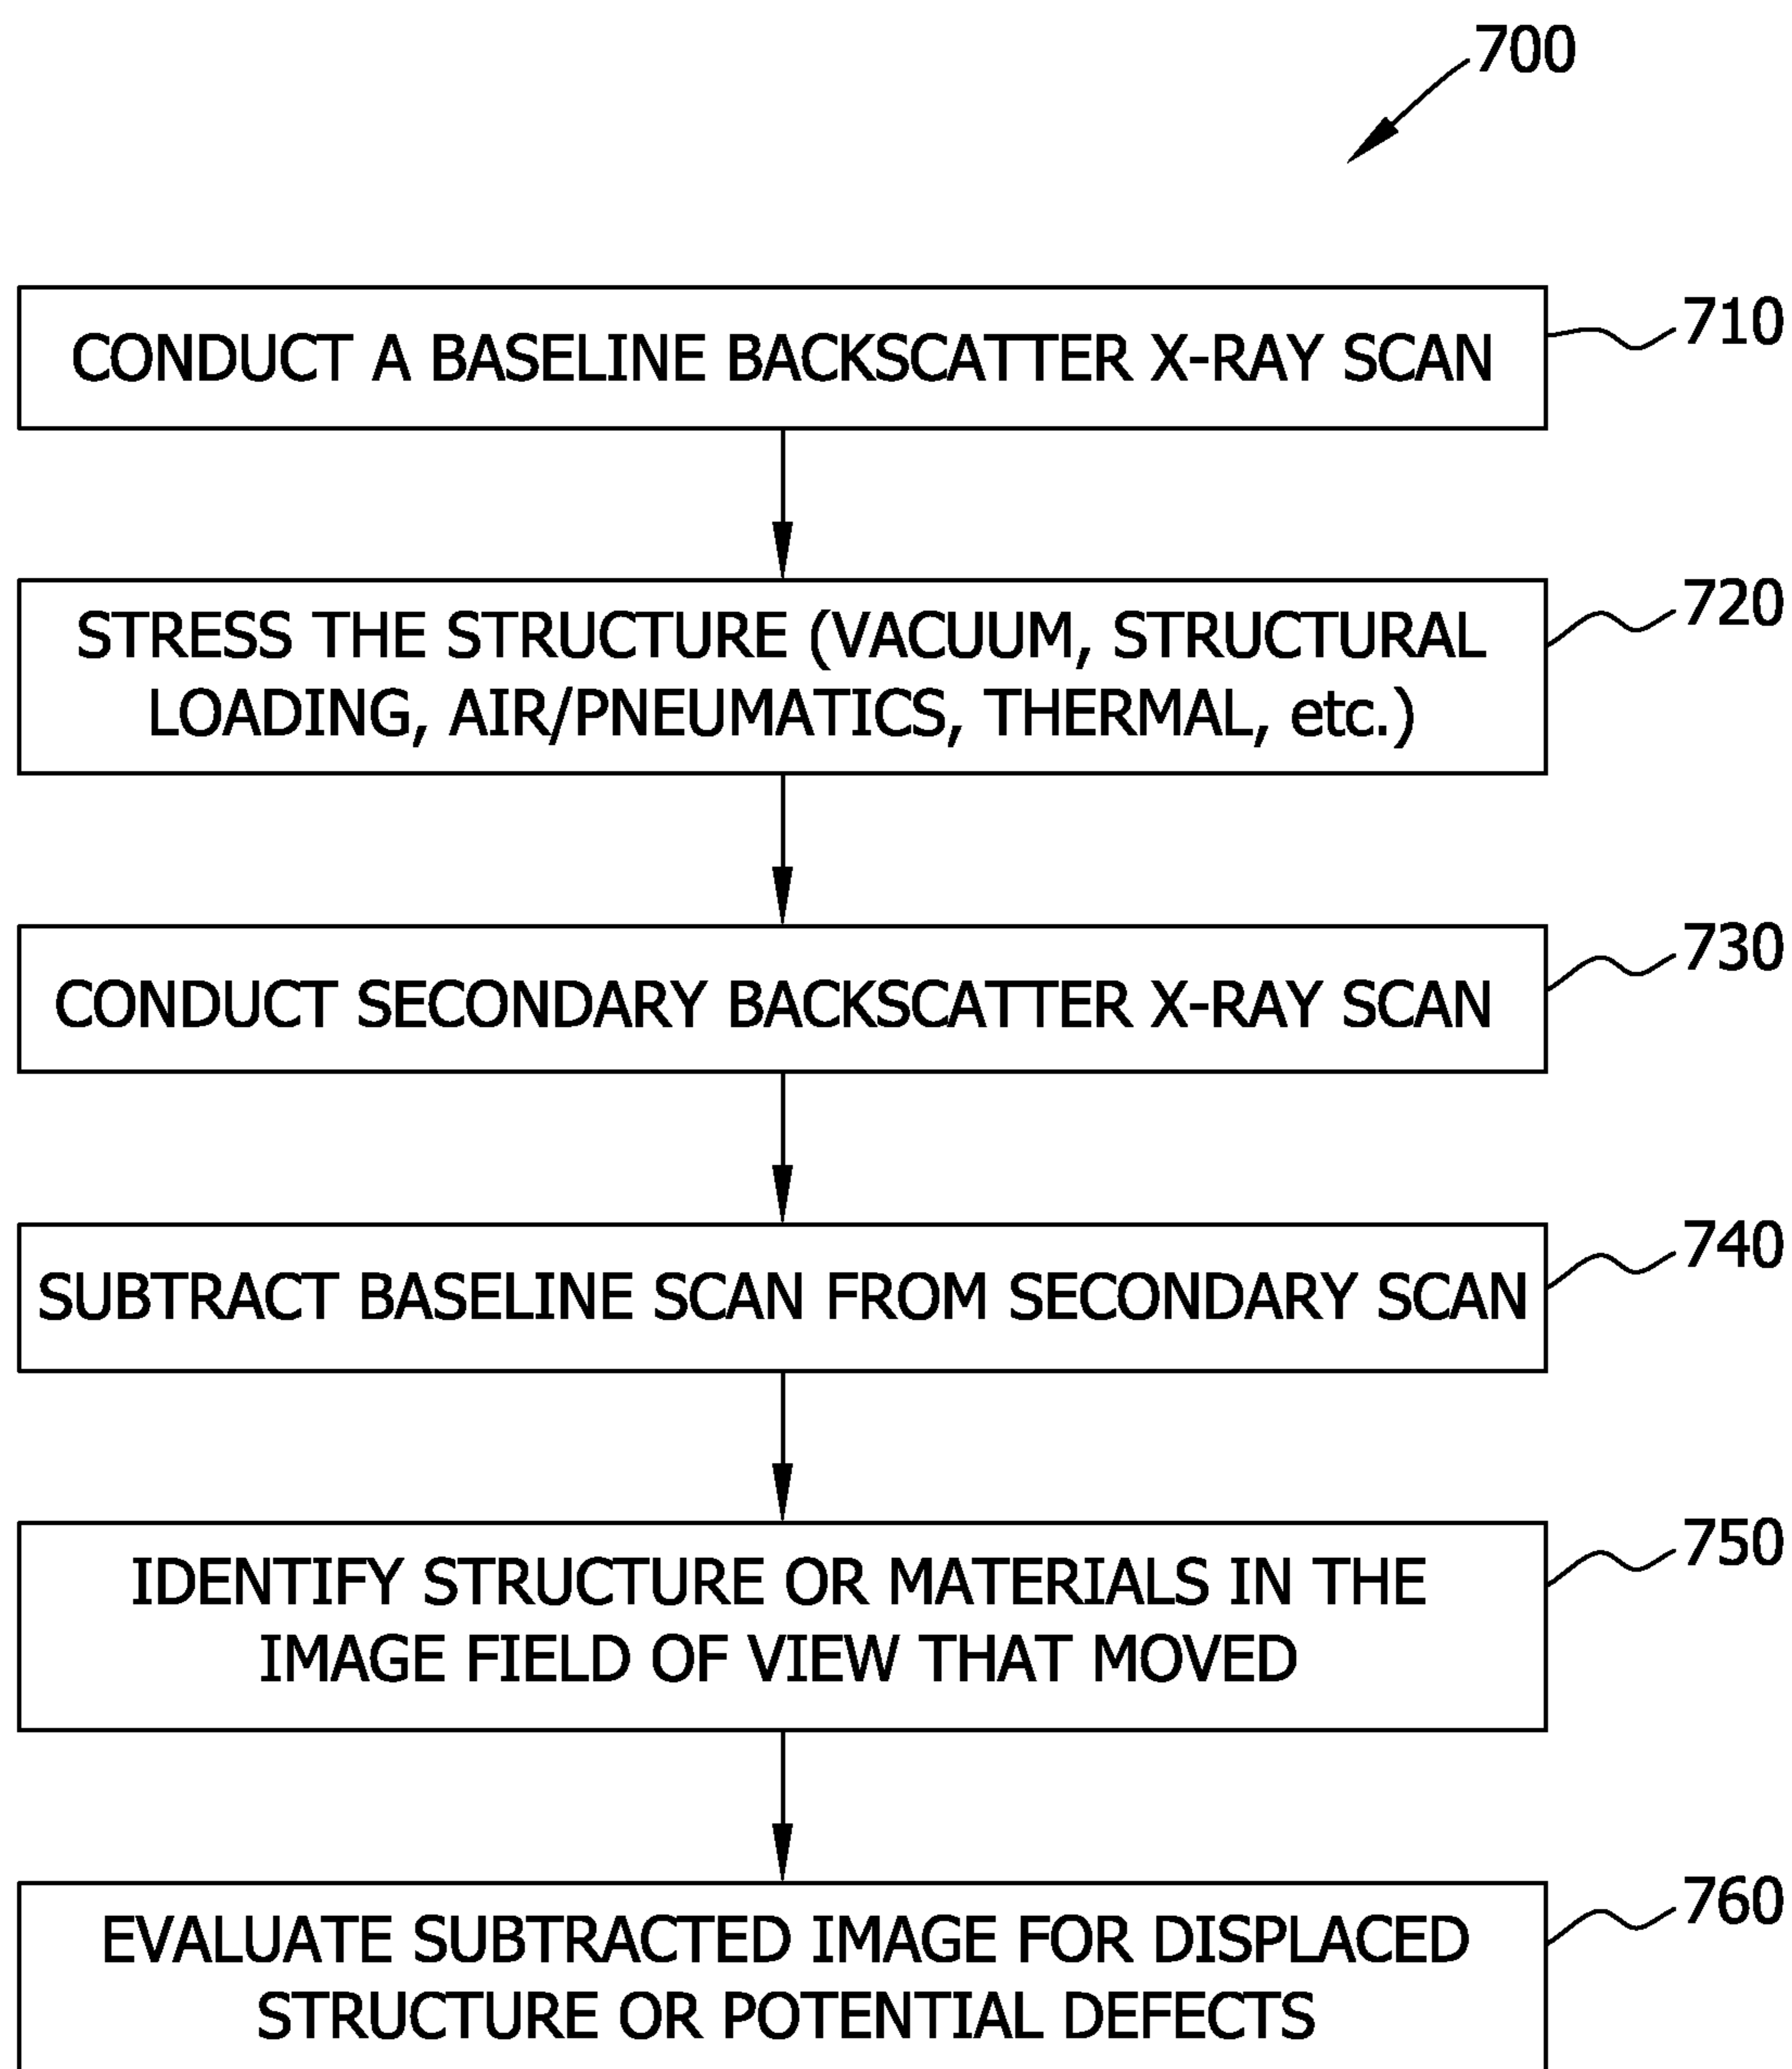 700
CONDUCT A BASELINE BACKSCATTER X-RAY SCAN
710
STRESS THE STRUCTURE (VACUUM, STRUCTURAL
LOADING, AIR/PNEUMATICS, THERMAL, etc.)
720
CONDUCT SECONDARY BACKSCATTER X-RAY SCAN
730
SUBTRACT BASELINE SCAN FROM SECONDARY SCAN
740
IDENTIFY STRUCTURE OR MATERIALS IN THE
IMAGE FIELD OF VIEW THAT MOVED
750
EVALUATE SUBTRACTED IMAGE FOR DISPLACED
STRUCTURE OR POTENTIAL DEFECTS
760